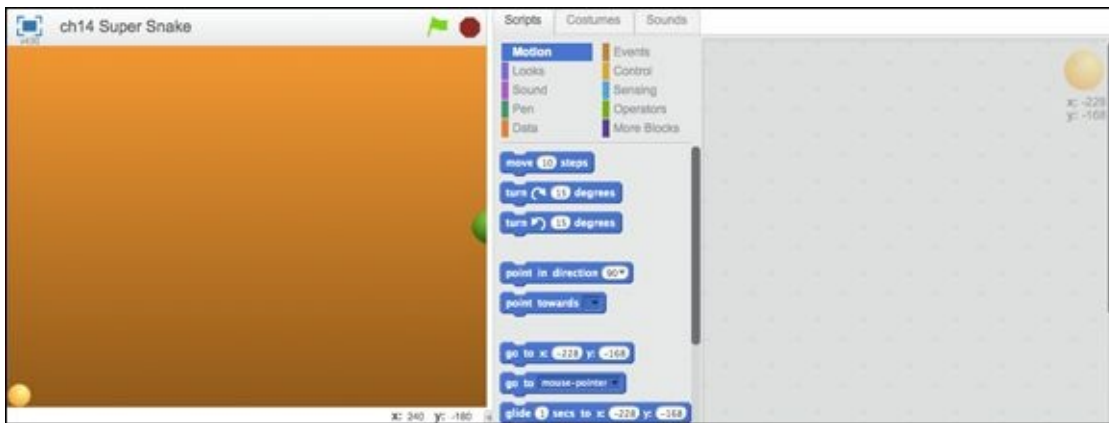 ch14 Super Snake
Scripts Costumes Sounds
Motion Events
Looks Control
Sound Sensing
Pen Operators
Data More Blocks
x: -228
y: -168
move 10 steps
turn 15 degrees
turn 15 degrees
point in direction 90
point towards
go to x: -228 y: -168
go to mouse-pointer
glide 1 secs to x: -228 y: -168
x: 240 y: -180